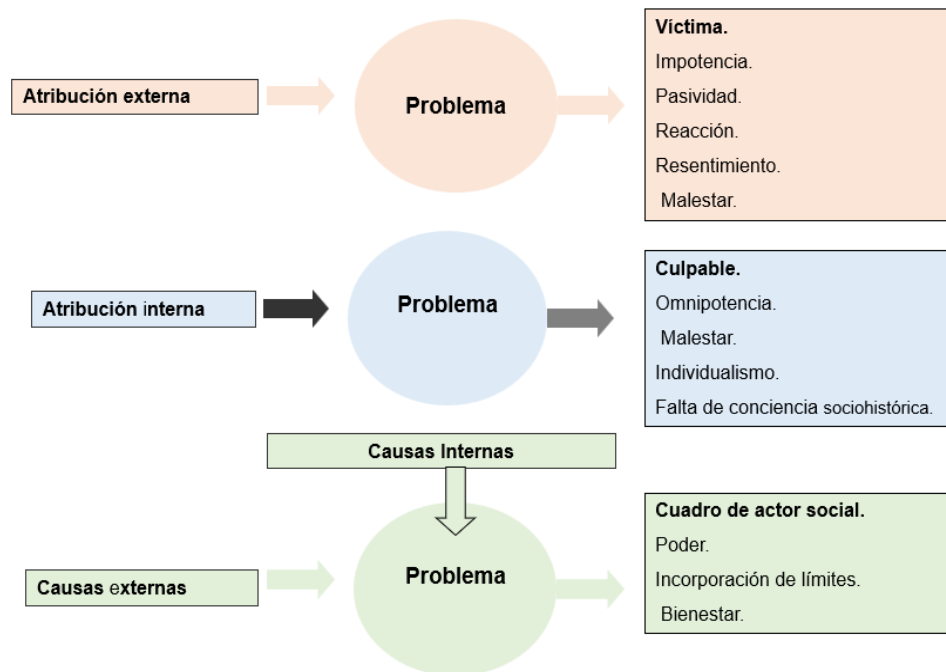 Atribución externa
Problema
Víctima.
Impotencia.
Pasividad.
Reacción.
Resentimiento.
Malestar.
Atribución interna
Problema
Culpable.
Omnipotencia.
Malestar.
Individualismo.
Falta de conciencia sociohistórica.
Causas Internas
Causas externas
Problema
Cuadro de actor social.
Poder.
Incorporación de límites.
Bienestar.